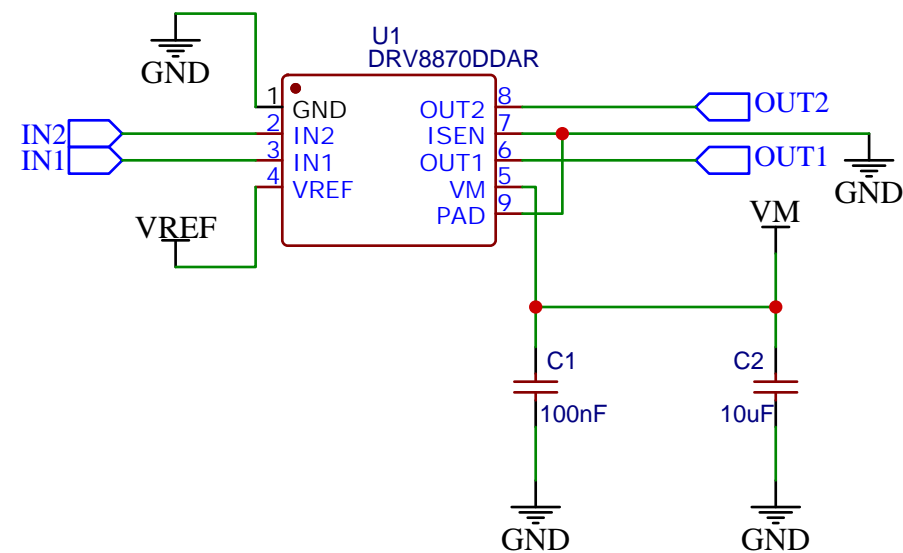 U1
DRV8870DDAR
GND
1
GND
2
IN2
3
IN1
4
VREF
OUT2
8
ISEN
7
OUT1
6
VM
5
PAD
9
IN2
IN1
VREF
OUT2
OUT1
GND
VM
C1
100nF
C2
10uF
GND
GND